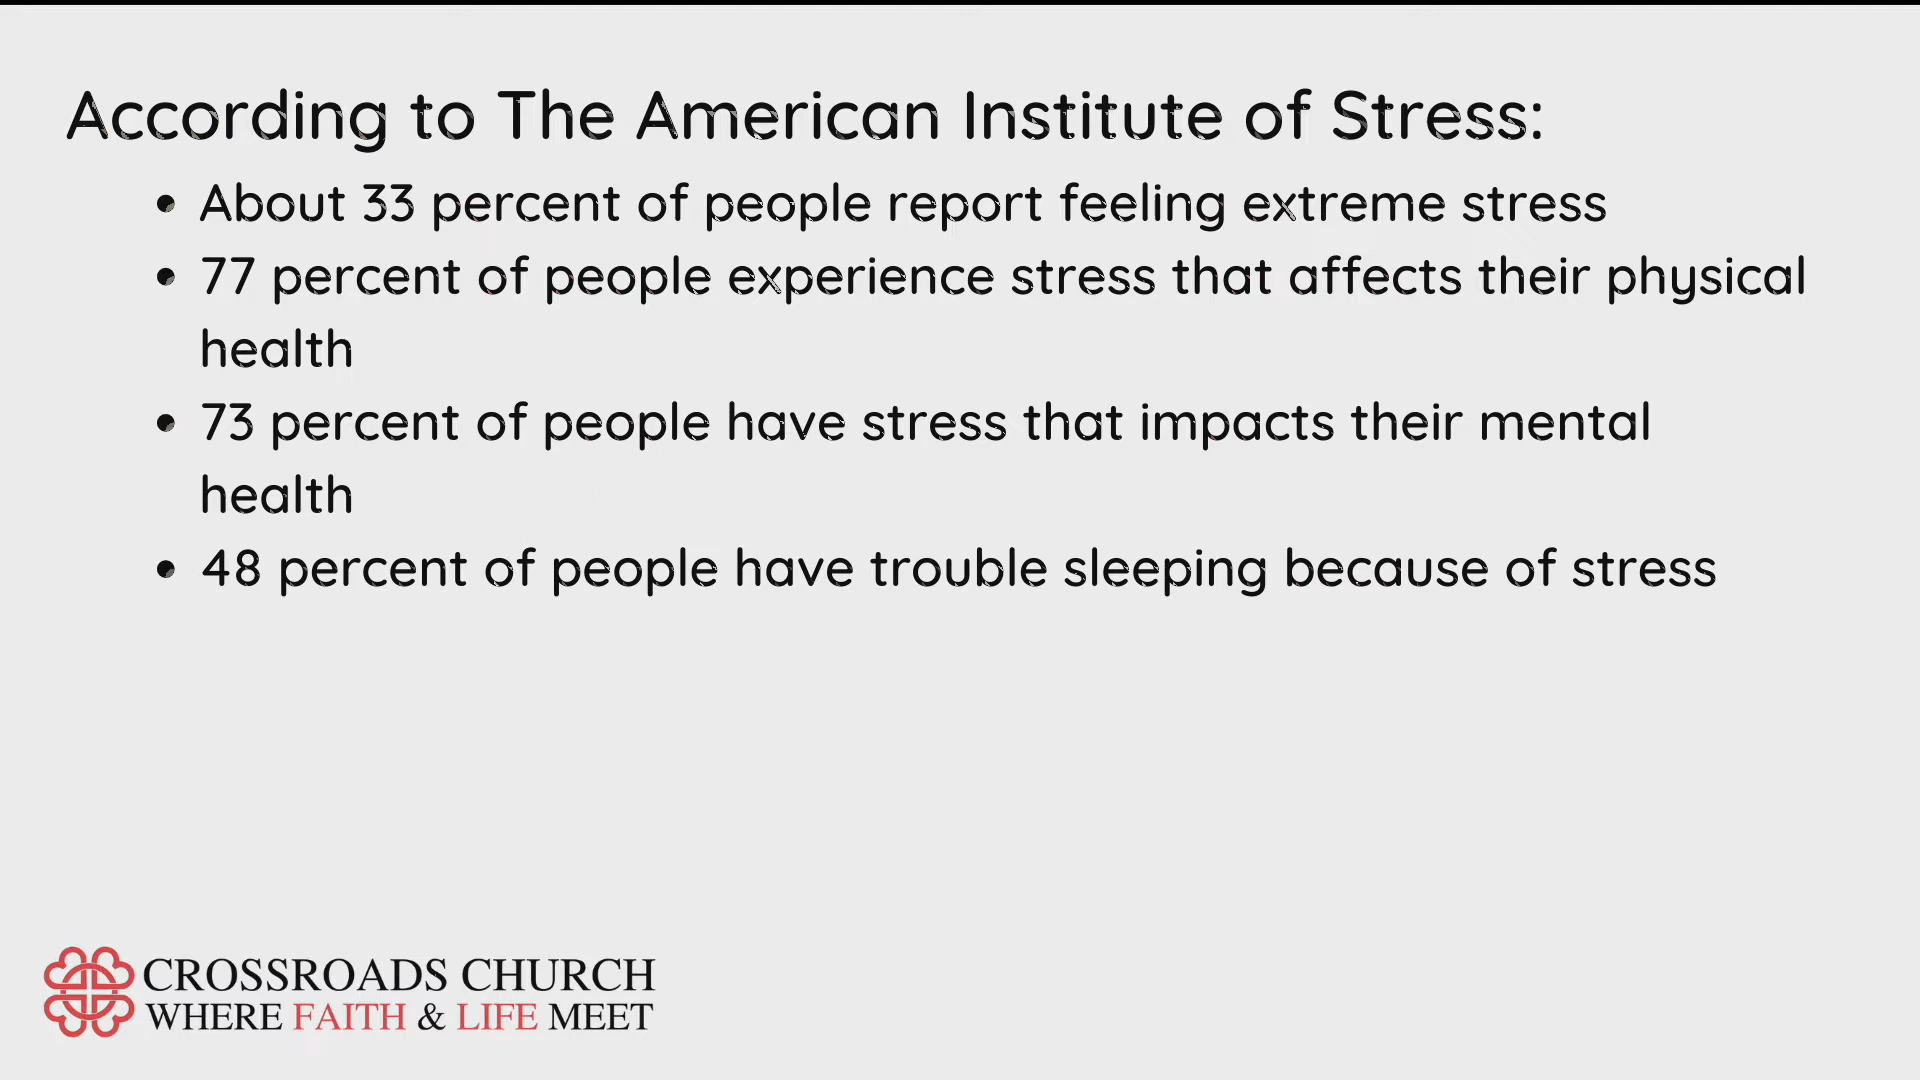 According to The American Institute of Stress:
• About 33 percent of people report feeling extreme stress
• 77 percent of people experience stress that affects their physical
health
• 73 percent of people have stress that impacts their mental
health
• 48 percent of people have trouble sleeping because of stress
CROSSROADS CHURCH
WHERE FAITH & LIFE MEET